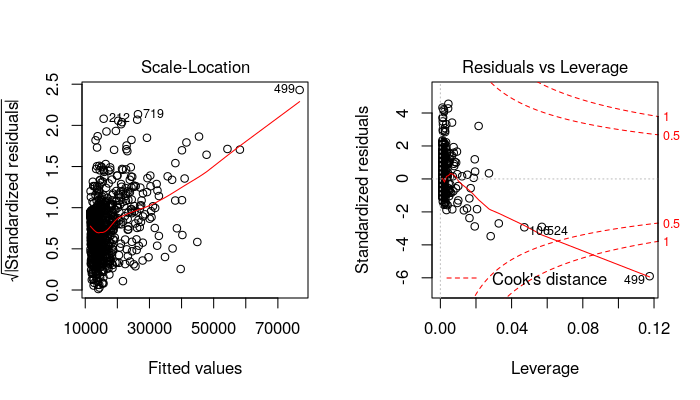 Scale-Location
√|Standardized residuals|
0.0 0.5 1.0 1.5 2.0 2.5
499
212
719
10000 30000 50000 70000
Fitted values
Residuals vs Leverage
Standardized residuals
-6 -4 -2 0 2 4
1
0.5
0.5
1
524
499
Cook's distance
0.00 0.04 0.08 0.12
Leverage